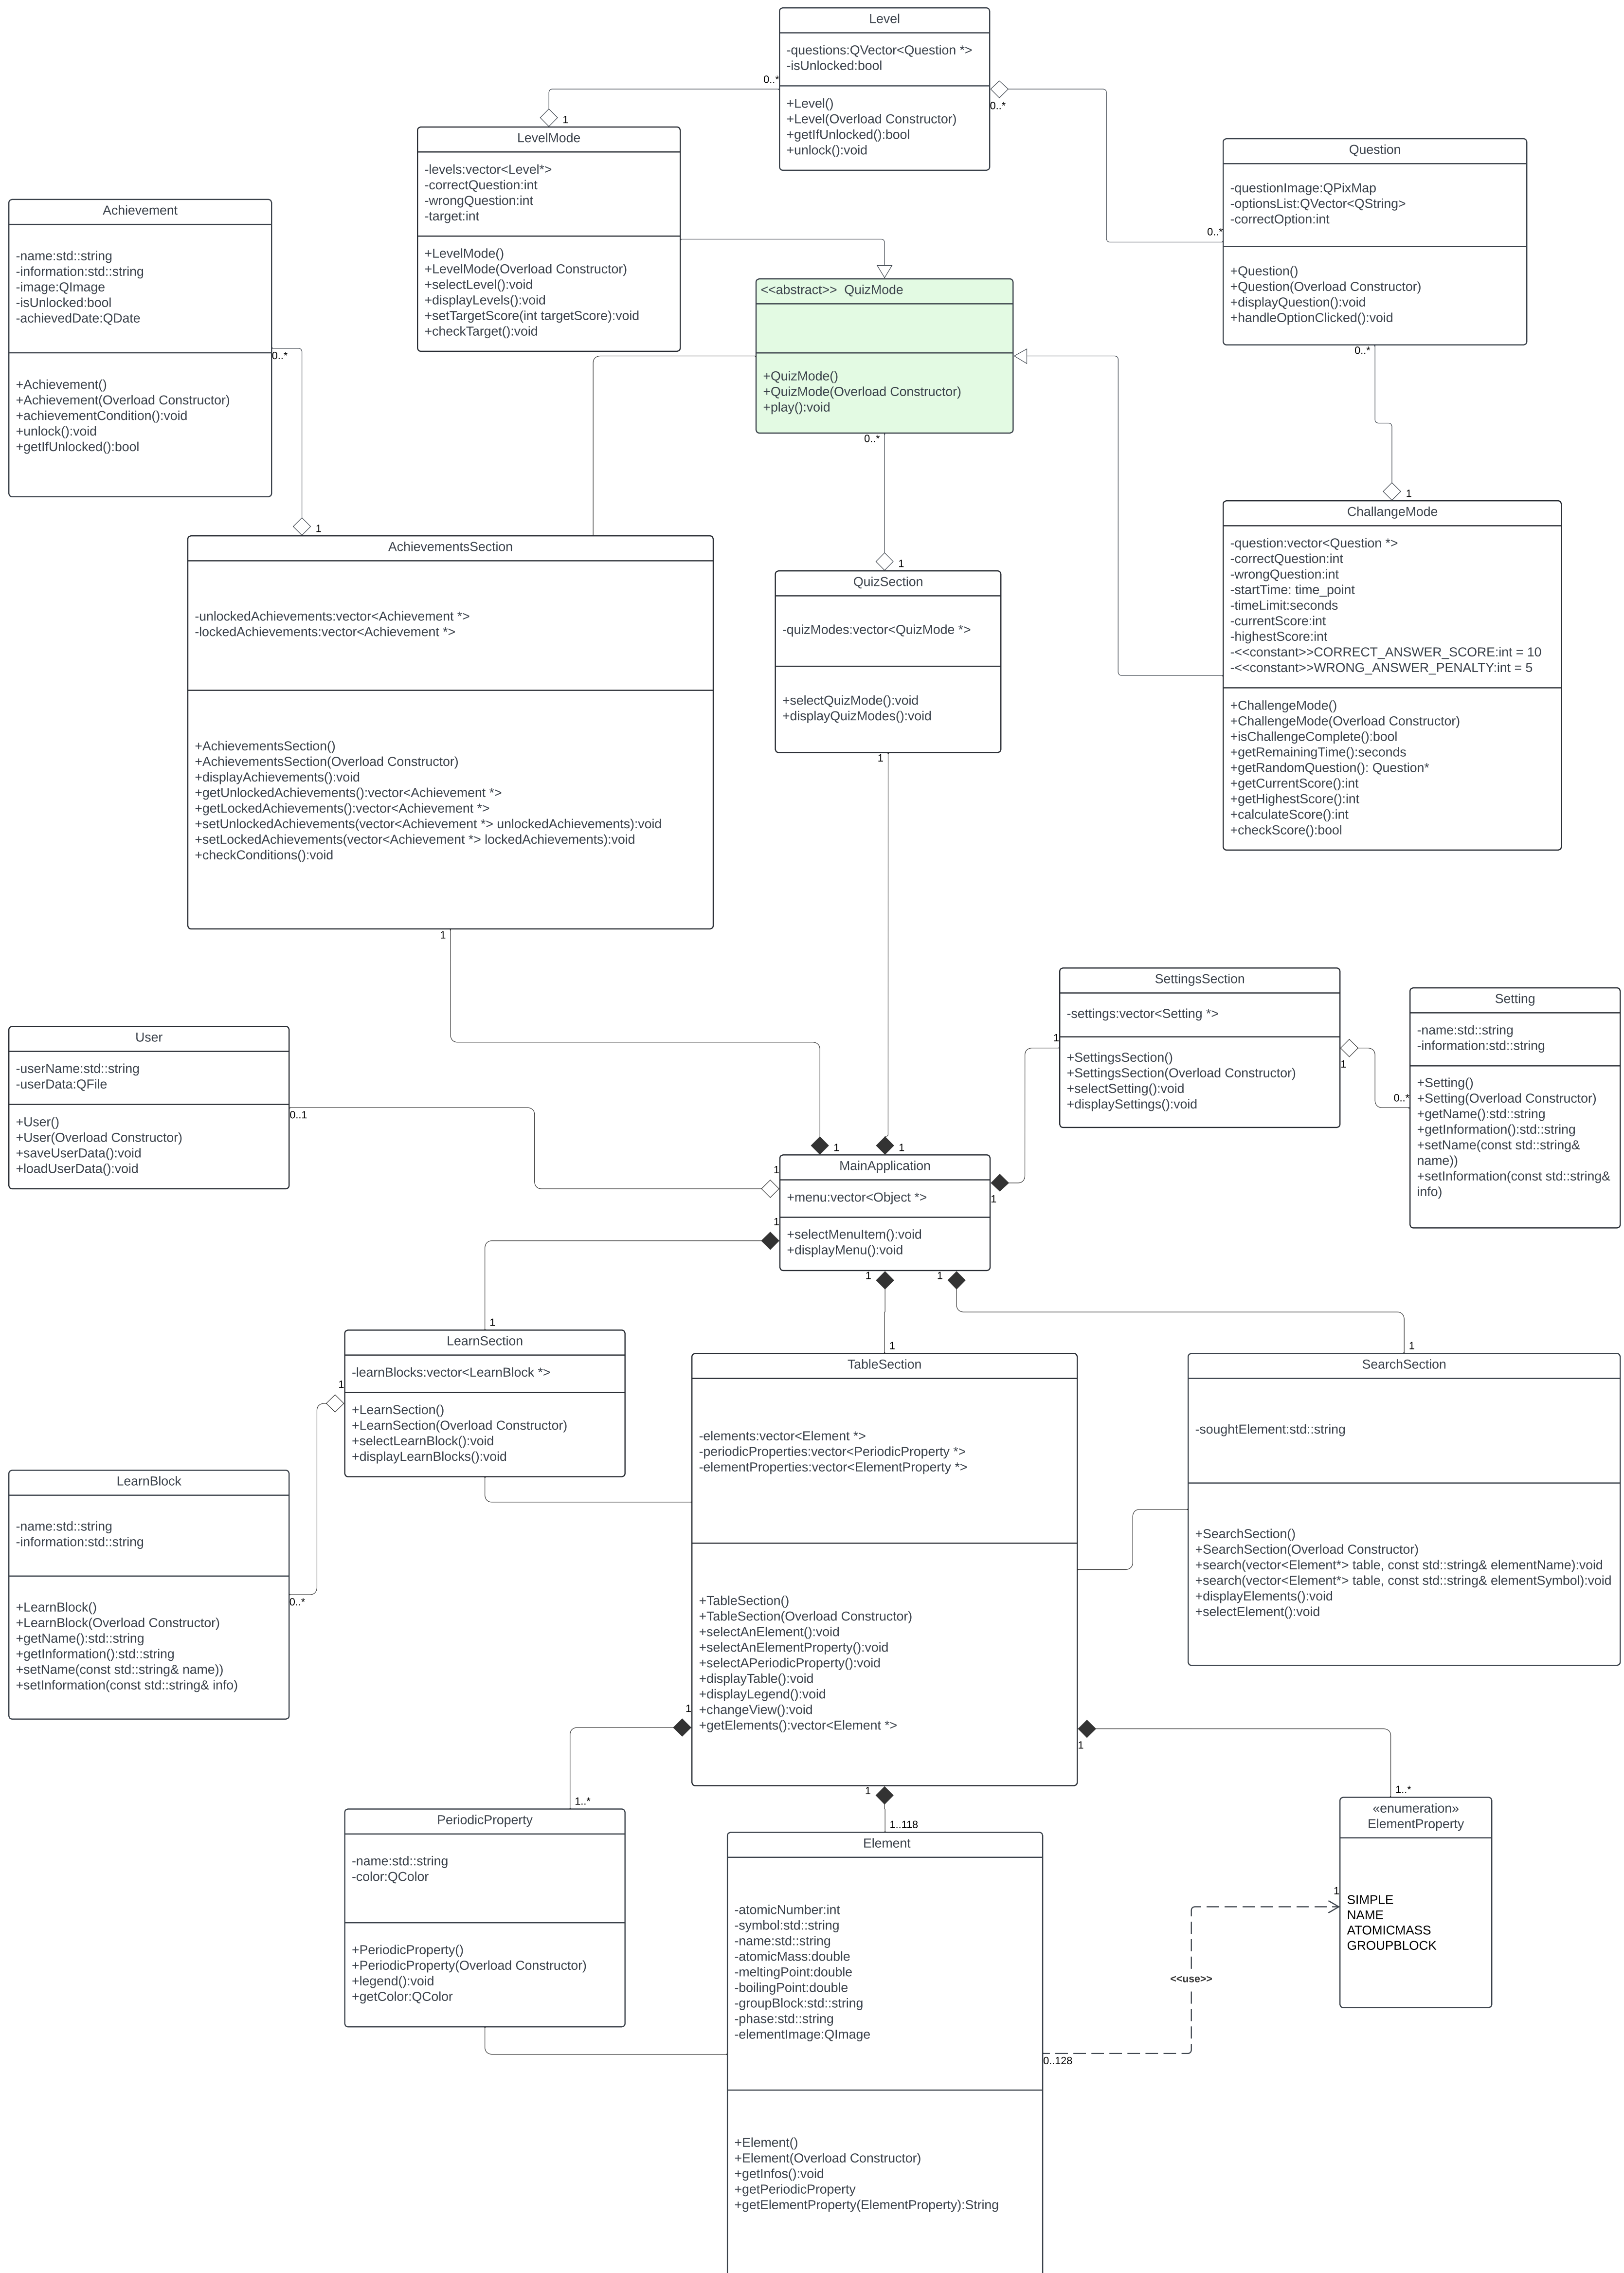 Level
-questions:QVector<Question *>
-isUnlocked:bool
+Level()
+Level(Overload Constructor)
+getIfUnlocked():bool
+unlock():void
0..*
0..*
1
LevelMode
-levels:vector<Level*>
-correctQuestion:int
-wrongQuestion:int
-target:int
+LevelMode()
+LevelMode(Overload Constructor)
+selectLevel():void
+displayLevels():void
+setTargetScore(int targetScore):void
+checkTarget():void
Question
-questionImage:QPixMap
-optionsList:QVector<QString>
-correctOption:int
+Question()
+Question(Overload Constructor)
+displayQuestion():void
+handleOptionClicked():void
0..*
0..*
Achievement
-name:std::string
-information:std::string
-image:QImage
-isUnlocked:bool
-achievedDate:QDate
+Achievement()
+Achievement(Overload Constructor)
+achievementCondition():void
+unlock():void
+getIfUnlocked():bool
0..*
1
<<abstract>> QuizMode
+QuizMode()
+QuizMode(Overload Constructor)
+play():void
0..*
1
1
ChallangeMode
-question:vector<Question *>
-correctQuestion:int
-wrongQuestion:int
-startTime: time_point
-timeLimit:seconds
-currentScore:int
-highestScore:int
-<<constant>>CORRECT_ANSWER_SCORE:int = 10
-<<constant>>WRONG_ANSWER_PENALTY:int = 5
+ChallengeMode()
+ChallengeMode(Overload Constructor)
+isChallengeComplete():bool
+getRemainingTime():seconds
+getRandomQuestion(): Question*
+getCurrentScore():int
+getHighestScore():int
+calculateScore():int
+checkScore():bool
AchievementsSection
-unlockedAchievements:vector<Achievement *>
-lockedAchievements:vector<Achievement *>
+AchievementsSection()
+AchievementsSection(Overload Constructor)
+displayAchievements():void
+getUnlockedAchievements():vector<Achievement *>
+getLockedAchievements():vector<Achievement *>
+setUnlockedAchievements(vector<Achievement *> unlockedAchievements):void
+setLockedAchievements(vector<Achievement *> lockedAchievements):void
+checkConditions():void
1
QuizSection
-quizModes:vector<QuizMode *>
+selectQuizMode():void
+displayQuizModes():void
1
SettingsSection
-settings:vector<Setting *>
+SettingsSection()
+SettingsSection(Overload Constructor)
+selectSetting():void
+displaySettings():void
1
1
0..*
Setting
-name:std::string
-information:std::string
+Setting()
+Setting(Overload Constructor)
+getName():std::string
+getInformation():std::string
+setName(const std::string&
name))
+setInformation(const std::string&
info)
User
-userName:std::string
-userData:QFile
+User()
+User(Overload Constructor)
+saveUserData():void
+loadUserData():void
0..1
1
1
1
1
1
MainApplication
+menu:vector<Object *>
+selectMenuItem():void
+displayMenu():void
1
1
1
LearnSection
-learnBlocks:vector<LearnBlock *>
+LearnSection()
+LearnSection(Overload Constructor)
+selectLearnBlock():void
+displayLearnBlocks():void
1
LearnBlock
-name:std::string
-information:std::string
+LearnBlock()
+LearnBlock(Overload Constructor)
+getName():std::string
+getInformation():std::string
+setName(const std::string& name))
+setInformation(const std::string& info)
0..*
1
TableSection
-elements:vector<Element *>
-periodicProperties:vector<PeriodicProperty *>
-elementProperties:vector<ElementProperty *>
+TableSection()
+TableSection(Overload Constructor)
+selectAnElement():void
+selectAnElementProperty():void
+selectAPeriodicProperty():void
+displayTable():void
+displayLegend():void
+changeView():void
+getElements():vector<Element *>
1
1
1
1
SearchSection
-soughtElement:std::string
+SearchSection()
+SearchSection(Overload Constructor)
+search(vector<Element*> table, const std::string& elementName):void
+search(vector<Element*> table, const std::string& elementSymbol):void
+displayElements():void
+selectElement():void
1..*
PeriodicProperty
-name:std::string
-color:QColor
+PeriodicProperty()
+PeriodicProperty(Overload Constructor)
+legend():void
+getColor:QColor
1..118
Element
-atomicNumber:int
-symbol:std::string
-name:std::string
-atomicMass:double
-meltingPoint:double
-boilingPoint:double
-groupBlock:std::string
-phase:std::string
-elementImage:QImage
+Element()
+Element(Overload Constructor)
+getInfos():void
+getPeriodicProperty
+getElementProperty(ElementProperty):String
0..128
<<use>>
1
1..*
«enumeration»
ElementProperty
SIMPLE
NAME
ATOMICMASS
GROUPBLOCK